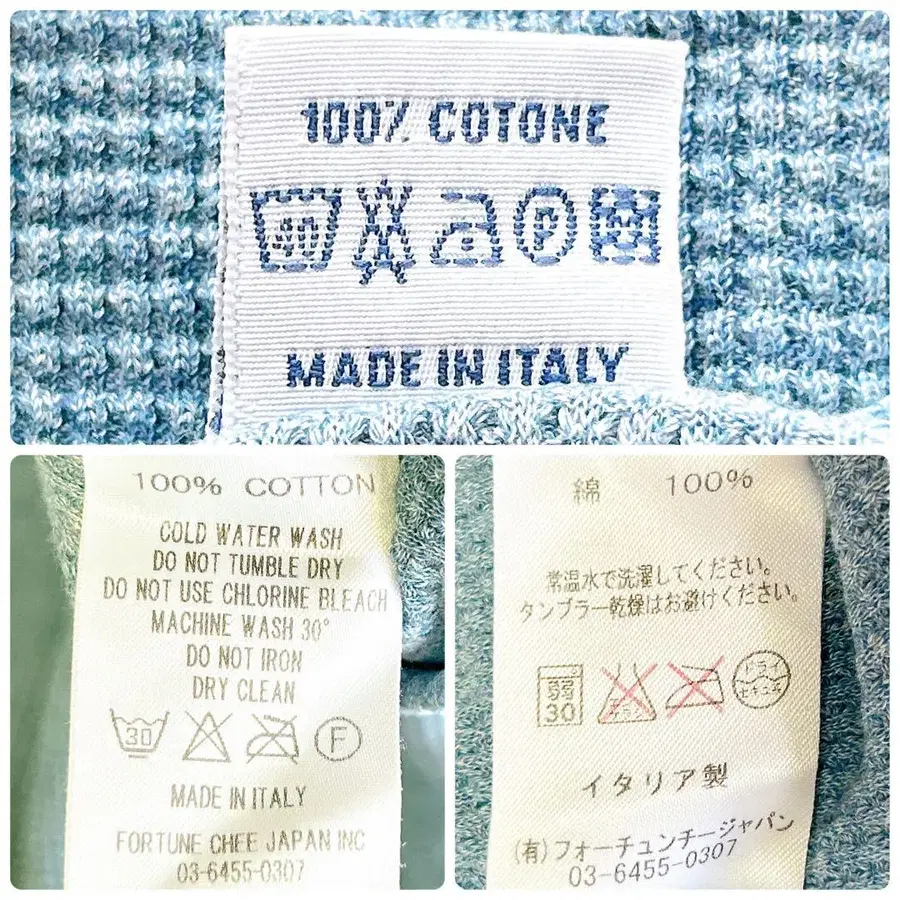 100% COTONE
P
MADE IN ITALY
100% COTTON
COLD WATER WASH
DO NOT TUMBLE DRY
DO NOT USE CHLORINE BLEACH
MACHINE WASH 30°
DO NOT IRON
DRY CLEAN
30 F
MADE IN ITALY
FORTUNE CHEE JAPAN INC
03-6455-0307
綿 100%
常温水で洗濯してください。
タンブラー乾燥はお避けください。
弱 ドライ
30 エンソ セキユ系
イタリア製
(有)フォーチュンチージャパン
03-6455-0307